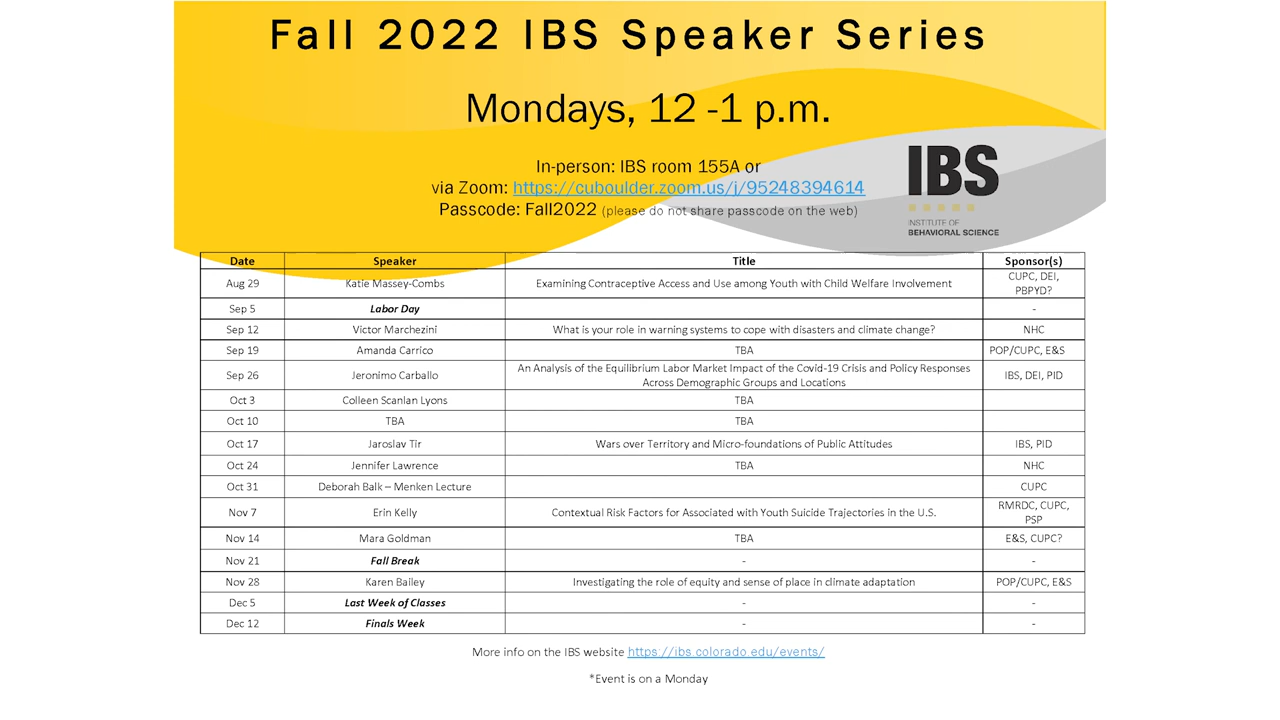 Fall 2022 IBS Speaker Series
Mondays, 12 -1 p.m.
In-person: IBS room 155A or
via Zoom: https://cuboulder.zoom.us/j/95248394614
Passcode: Fall2022 (please do not share passcode on the web)
IBS
INSTITUTE OF
BEHAVIORAL SCIENCE
Date Speaker Title Sponsor(s)
Aug 29 Katie Massey-Combs Examining Contraceptive Access and Use among Youth with Child Welfare Involvement CUPC, DEI,
PBPYD?
Sep 5 Labor Day -
Sep 12 Victor Marchezini What is your role in warning systems to cope with disasters and climate change? NHC
Sep 19 Amanda Carrico TBA POP/CUPC, E&S
Sep 26 Jeronimo Carballo An Analysis of the Equilibrium Labor Market Impact of the Covid-19 Crisis and Policy Responses
Across Demographic Groups and Locations IBS, DEI, PID
Oct 3 Colleen Scanlan Lyons TBA
Oct 10 TBA TBA
Oct 17 Jaroslav Tir Wars over Territory and Micro-foundations of Public Attitudes IBS, PID
Oct 24 Jennifer Lawrence TBA NHC
Oct 31 Deborah Balk – Menken Lecture CUPC
Nov 7 Erin Kelly Contextual Risk Factors for Associated with Youth Suicide Trajectories in the U.S. RMRDC, CUPC,
PSP
Nov 14 Mara Goldman TBA E&S, CUPC?
Nov 21 Fall Break - -
Nov 28 Karen Bailey Investigating the role of equity and sense of place in climate adaptation POP/CUPC, E&S
Dec 5 Last Week of Classes - -
Dec 12 Finals Week - -
More info on the IBS website https://ibs.colorado.edu/events/
*Event is on a Monday